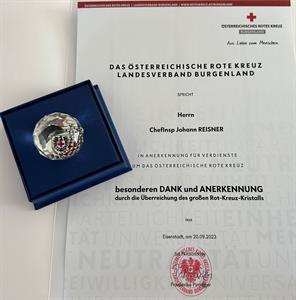 ÖSTERREICHISCHES ROTES KREUZ
BURGENLAND
Aus Liebe zum Menschen.
DAS ÖSTERREICHISCHE ROTE KREUZ
LANDESVERBAND BURGENLAND
SPRICHT
Herrn
ChefInsp Johann REISNER
IN ANERKENNUNG FÜR VERDIENSTE
UM DAS ÖSTERREICHISCHE ROTE KREUZ
besonderen DANK und ANERKENNUNG
durch die Überreichung des großen Rot-Kreuz-Kristalls
aus
Eisenstadt, am 20.09.2023
Friederike Pirringer